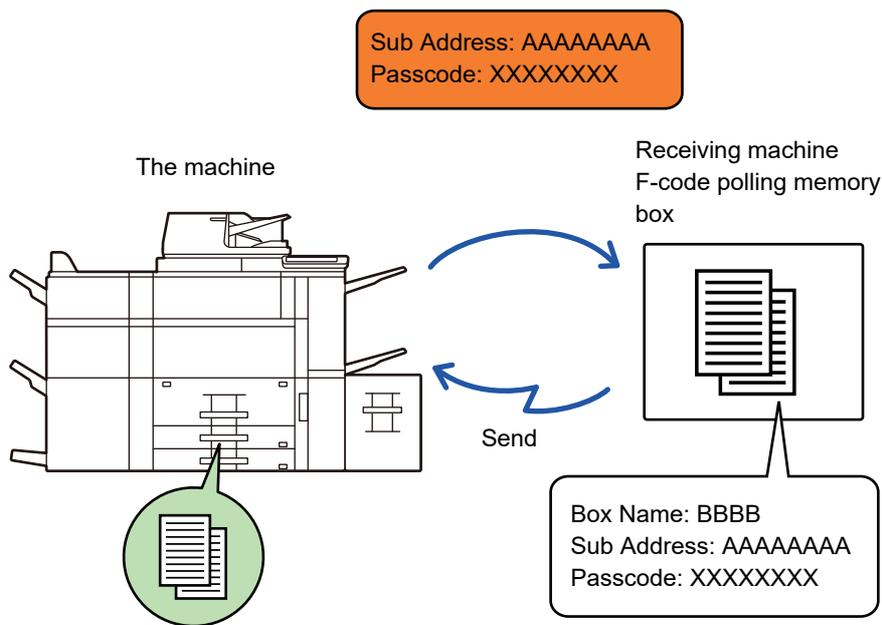 Sub Address: AAAAAAAA
Passcode: XXXXXXXX
The machine
Receiving machine
F-code polling memory
box
Send
Box Name: BBBB
Sub Address: AAAAAAAA
Passcode: XXXXXXXX